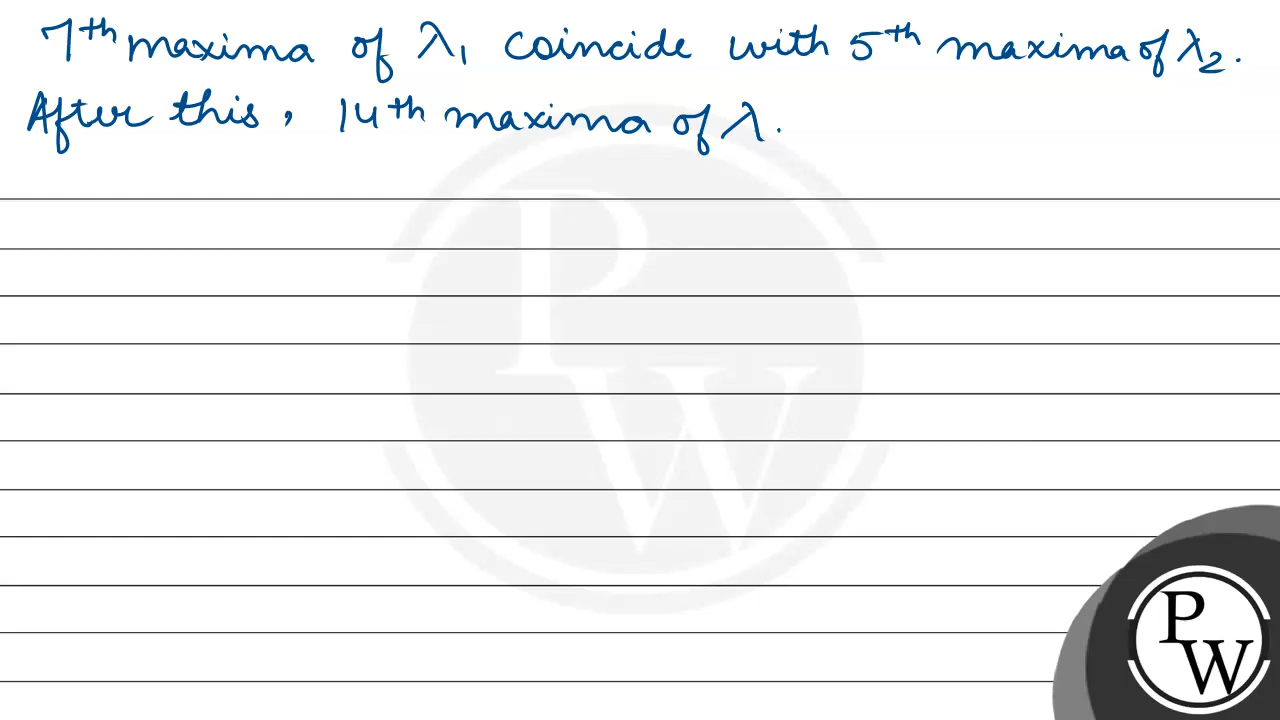 7th maxima of λ1 coincide with 5th maxima of λ2.
After this, 14th maxima of λ.
P
W
P
W